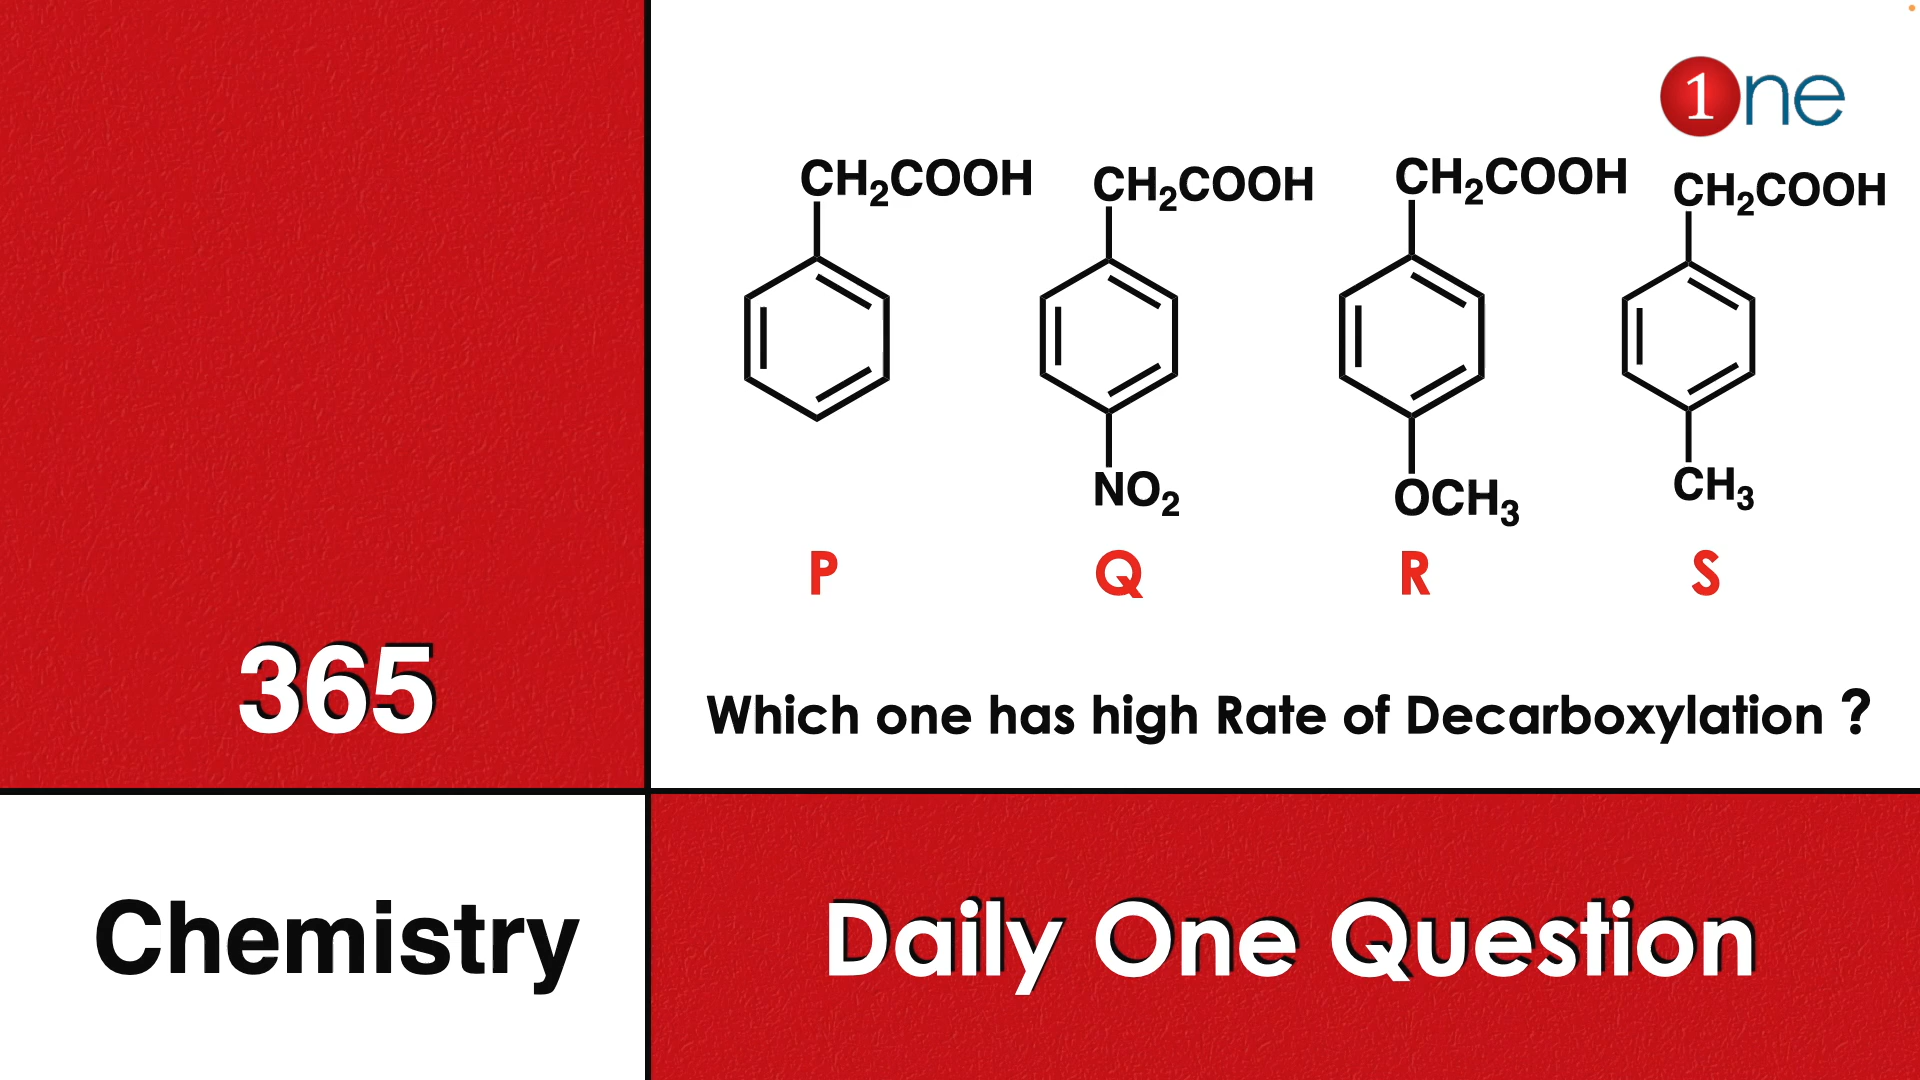 1ne
CH2COOH CH2COOH CH2COOH CH2COOH
NO2 OCH3 CH3
P Q R S
365
Which one has high Rate of Decarboxylation ?
Chemistry
Daily One Question